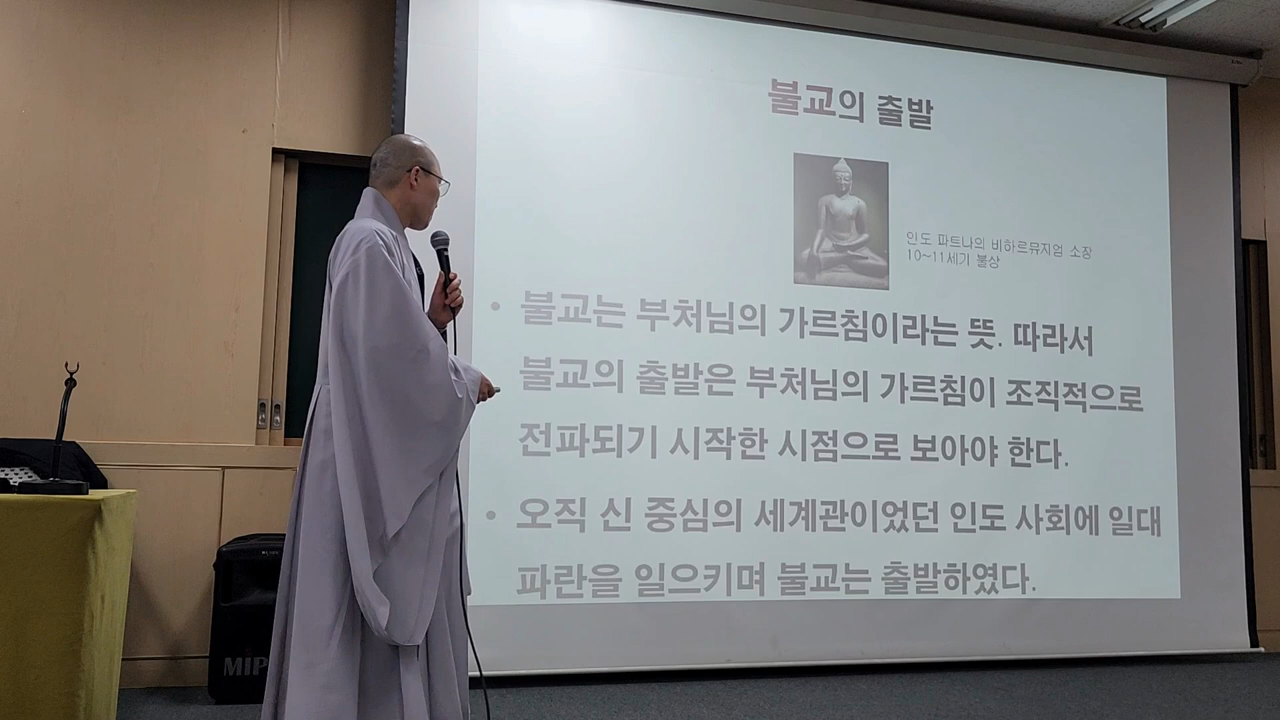 불교의 출발
인도 파트나의 비하르뮤지엄 소장
10~11세기 불상
• 불교는 부처님의 가르침이라는 뜻. 따라서
불교의 출발은 부처님의 가르침이 조직적으로
전파되기 시작한 시점으로 보아야 한다.
• 오직 신 중심의 세계관이었던 인도 사회에 일대
파란을 일으키며 불교는 출발하였다.
MIP